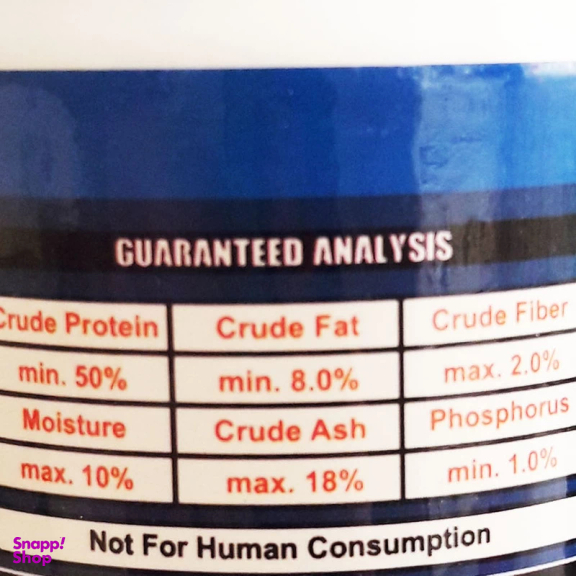 GUARANTEED ANALYSIS
Crude Protein Crude Fat Crude Fiber
min. 50% min. 8.0% max. 2.0%
Moisture Crude Ash Phosphorus
max. 10% max. 18% min. 1.0%
Not For Human Consumption
Snapp!
Shop